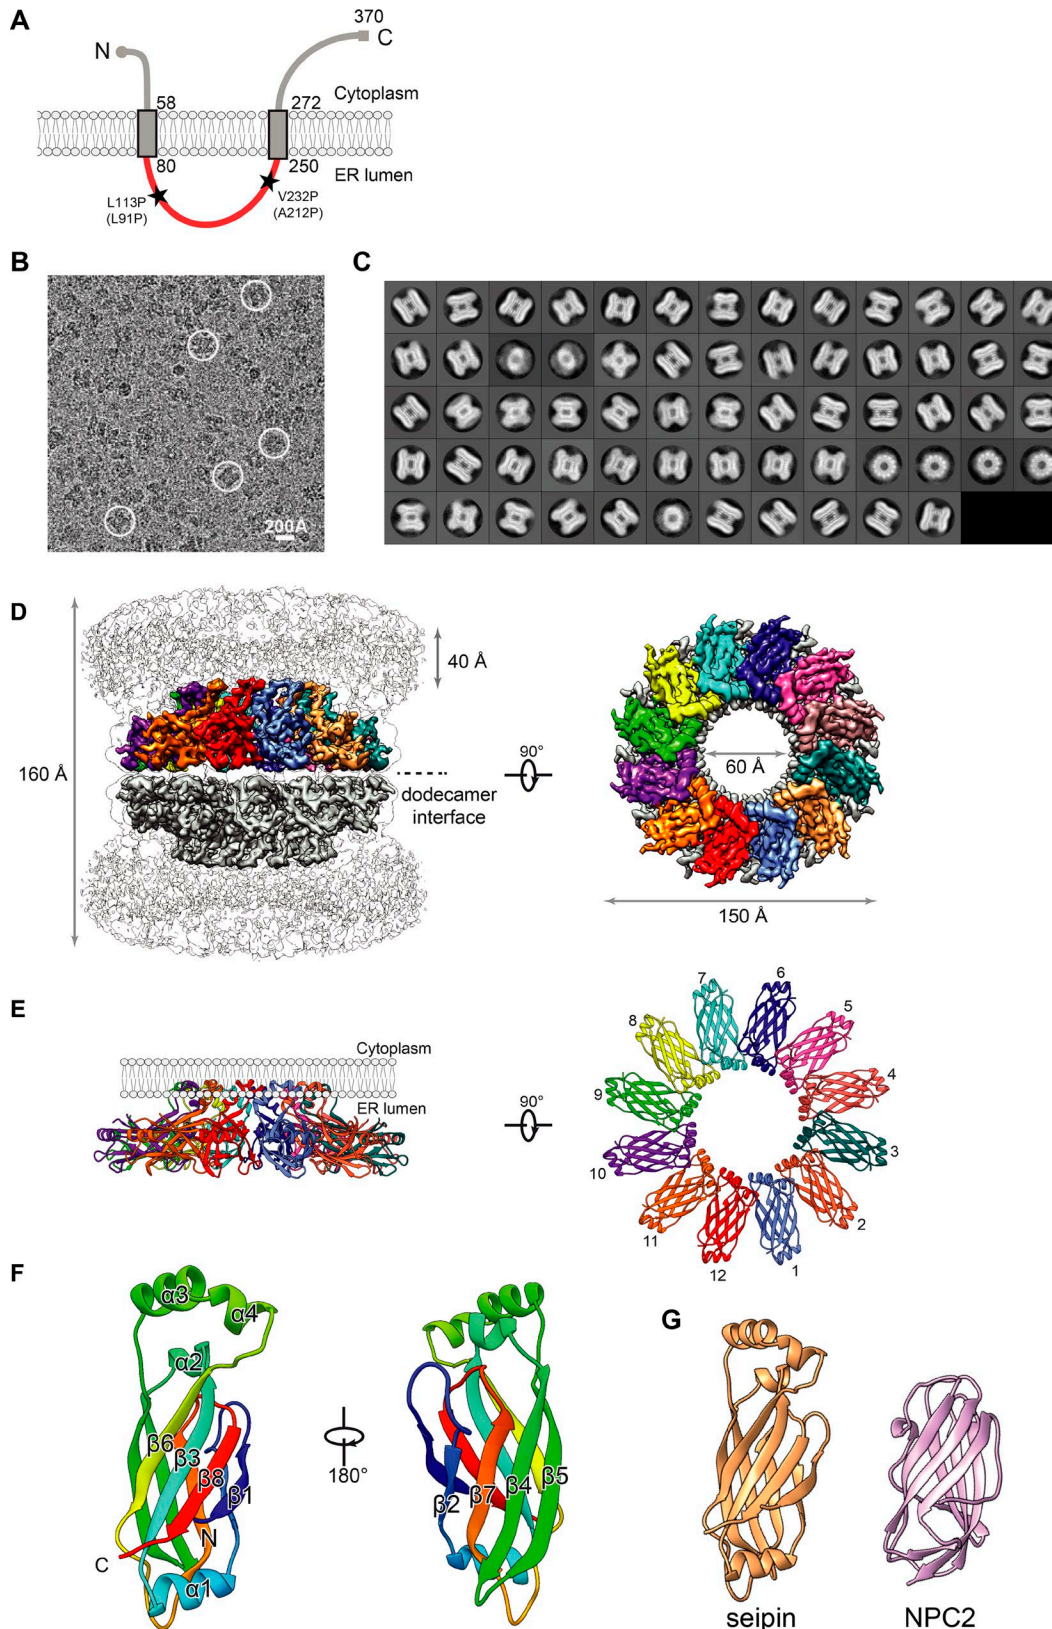 A
370
N
C
Cytoplasm
58
272
80
250
ER lumen
L113P
(L91P)
V232P
(A212P)
B
C
200Å
D
40 Å
160 Å
90°
60 Å
dodecamer
interface
150 Å
E
Cytoplasm
ER lumen
90°
7
6
8
5
4
9
3
10
2
11
12
1
F
α3
α4
α2
β6
β3
β8
β1
N
C
α1
180°
β2
β7
β4
β5
G
seipin
NPC2